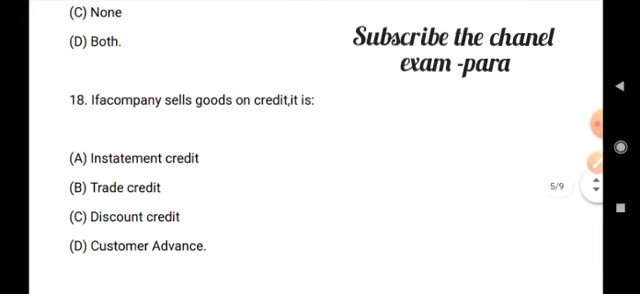 (C) None
(D) Both.
Subscribe the chanel
exam -para
18. Ifacompany sells goods on credit,it is:
(A) Instatement credit
(B) Trade credit
5/9
(C) Discount credit
(D) Customer Advance.